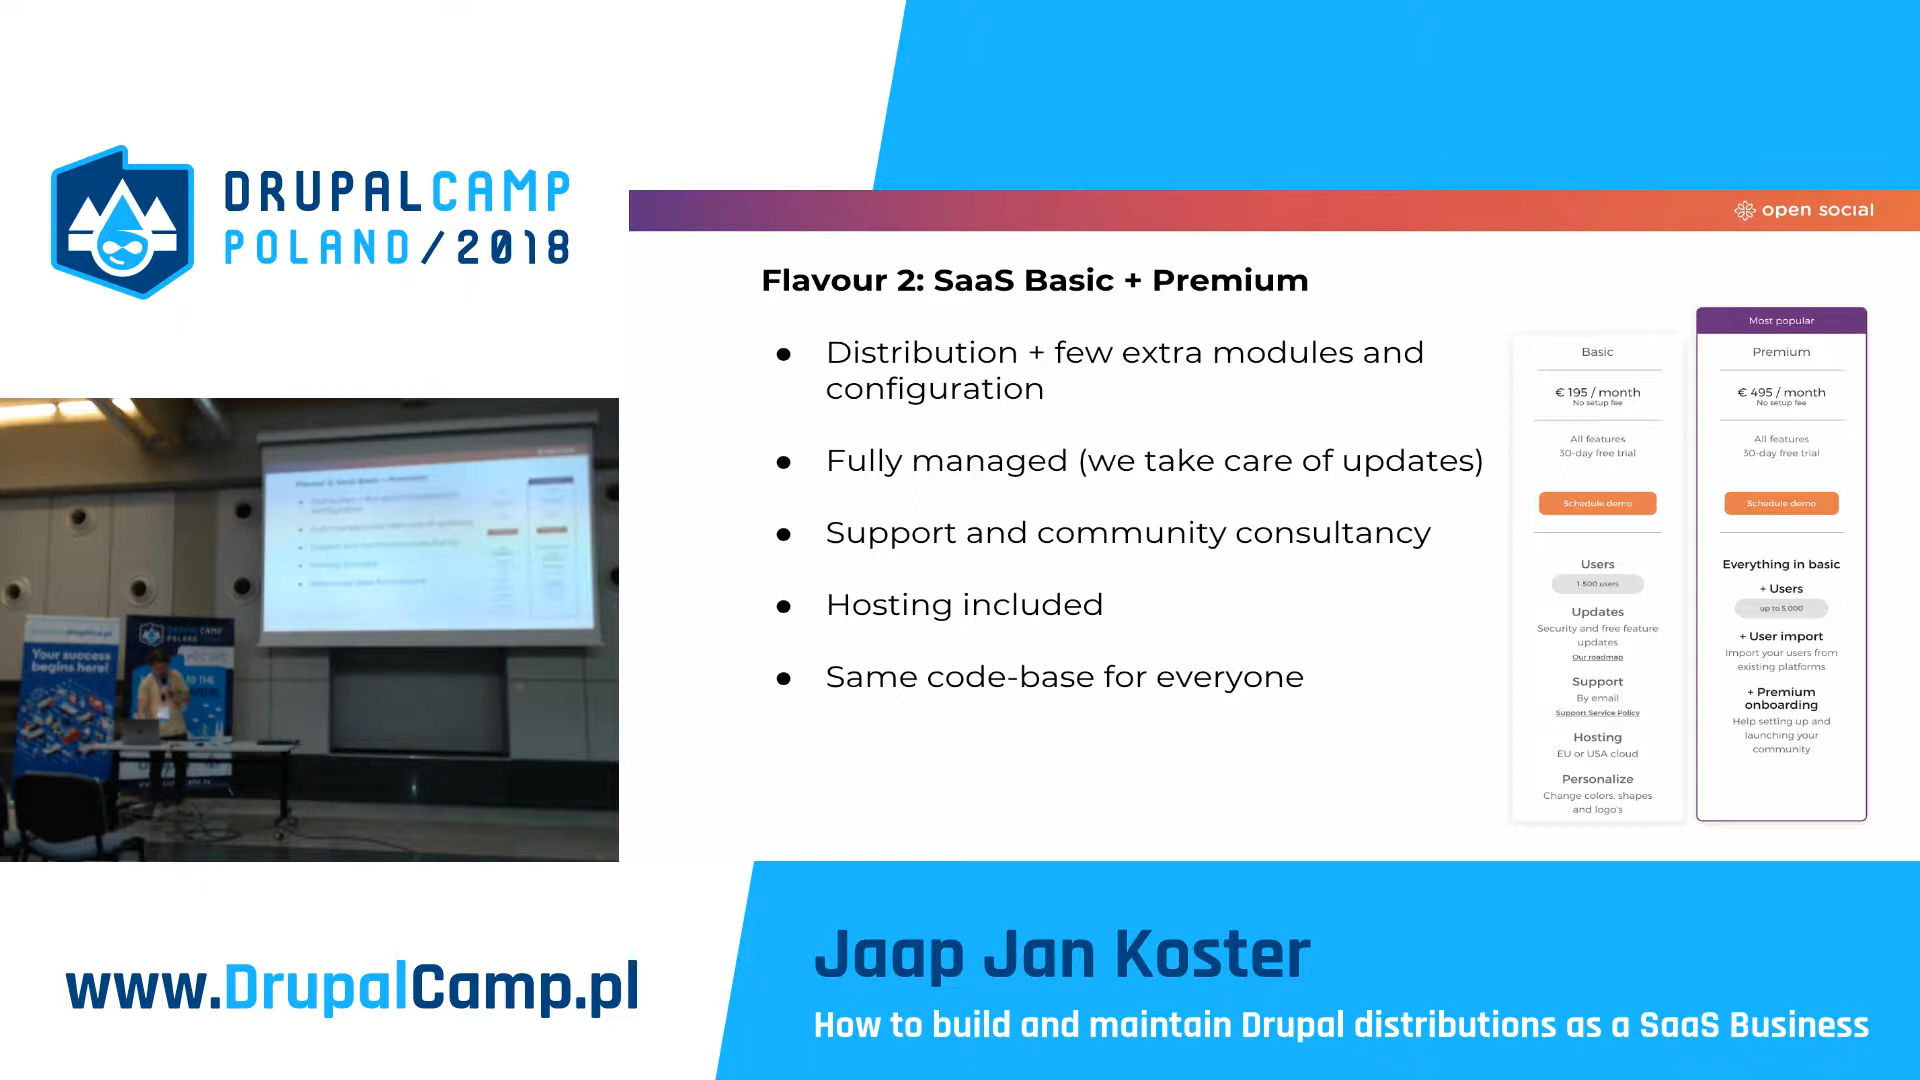 DRUPALCAMP
POLAND/2018
open social
Flavour 2: SaaS Basic + Premium
● Distribution + few extra modules and
configuration
● Fully managed (we take care of updates)
● Support and community consultancy
● Hosting included
● Same code-base for everyone
Basic
€ 195 / month
No setup fee
All features
30-day free trial
Schedule demo
Users
1-500 users
Updates
Security and free feature
updates
Our roadmap
Support
By email
Support Service Policy
Hosting
EU or USA cloud
Personalize
Change colors, shapes
and logo's
Most popular
Premium
€ 495 / month
No setup fee
All features
30-day free trial
Schedule demo
Everything in basic
+ Users
up to 5.000
+ User import
Import your users from
existing platforms
+ Premium
onboarding
Help setting up and
launching your
community
Your success
begins here!
DRUPALCAMP
www.DrupalCamp.pl
Jaap Jan Koster
How to build and maintain Drupal distributions as a SaaS Business